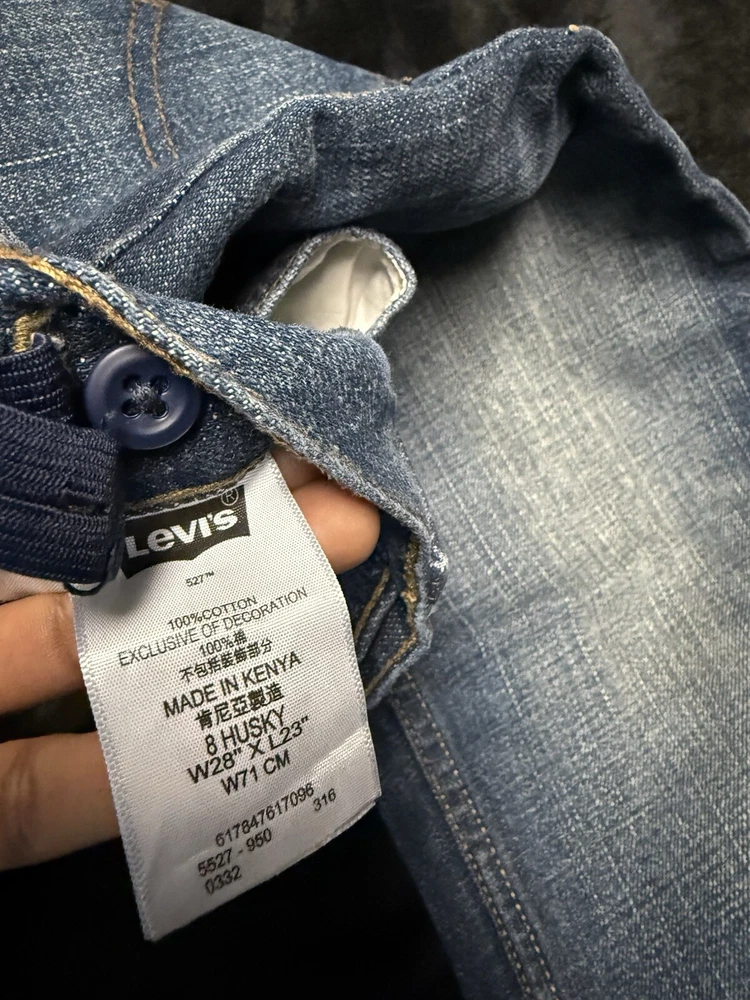 Levi's®
527™
100%COTTON
EXCLUSIVE OF DECORATION
100%棉
不包括裝飾部分
MADE IN KENYA
肯尼亞製造
8 HUSKY
W28" X L23"
W71 CM
617847617096
316
5527 - 950
0332